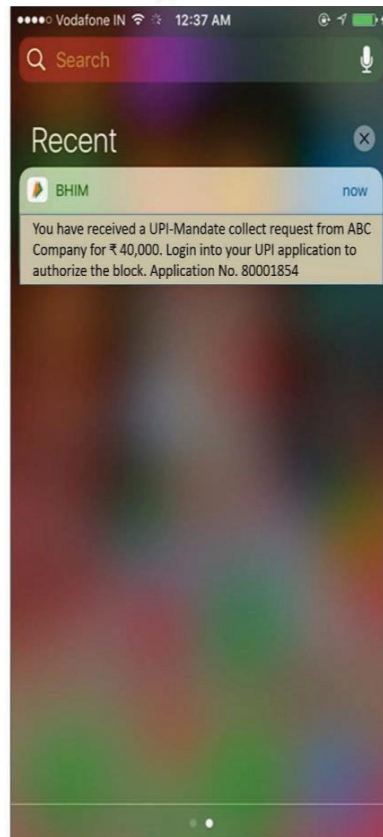 Vodafone IN 12:37 AM
Search
Recent
BHIM now
You have received a UPI-Mandate collect request from ABC
Company for ₹ 40,000. Login into your UPI application to
authorize the block. Application No. 80001854